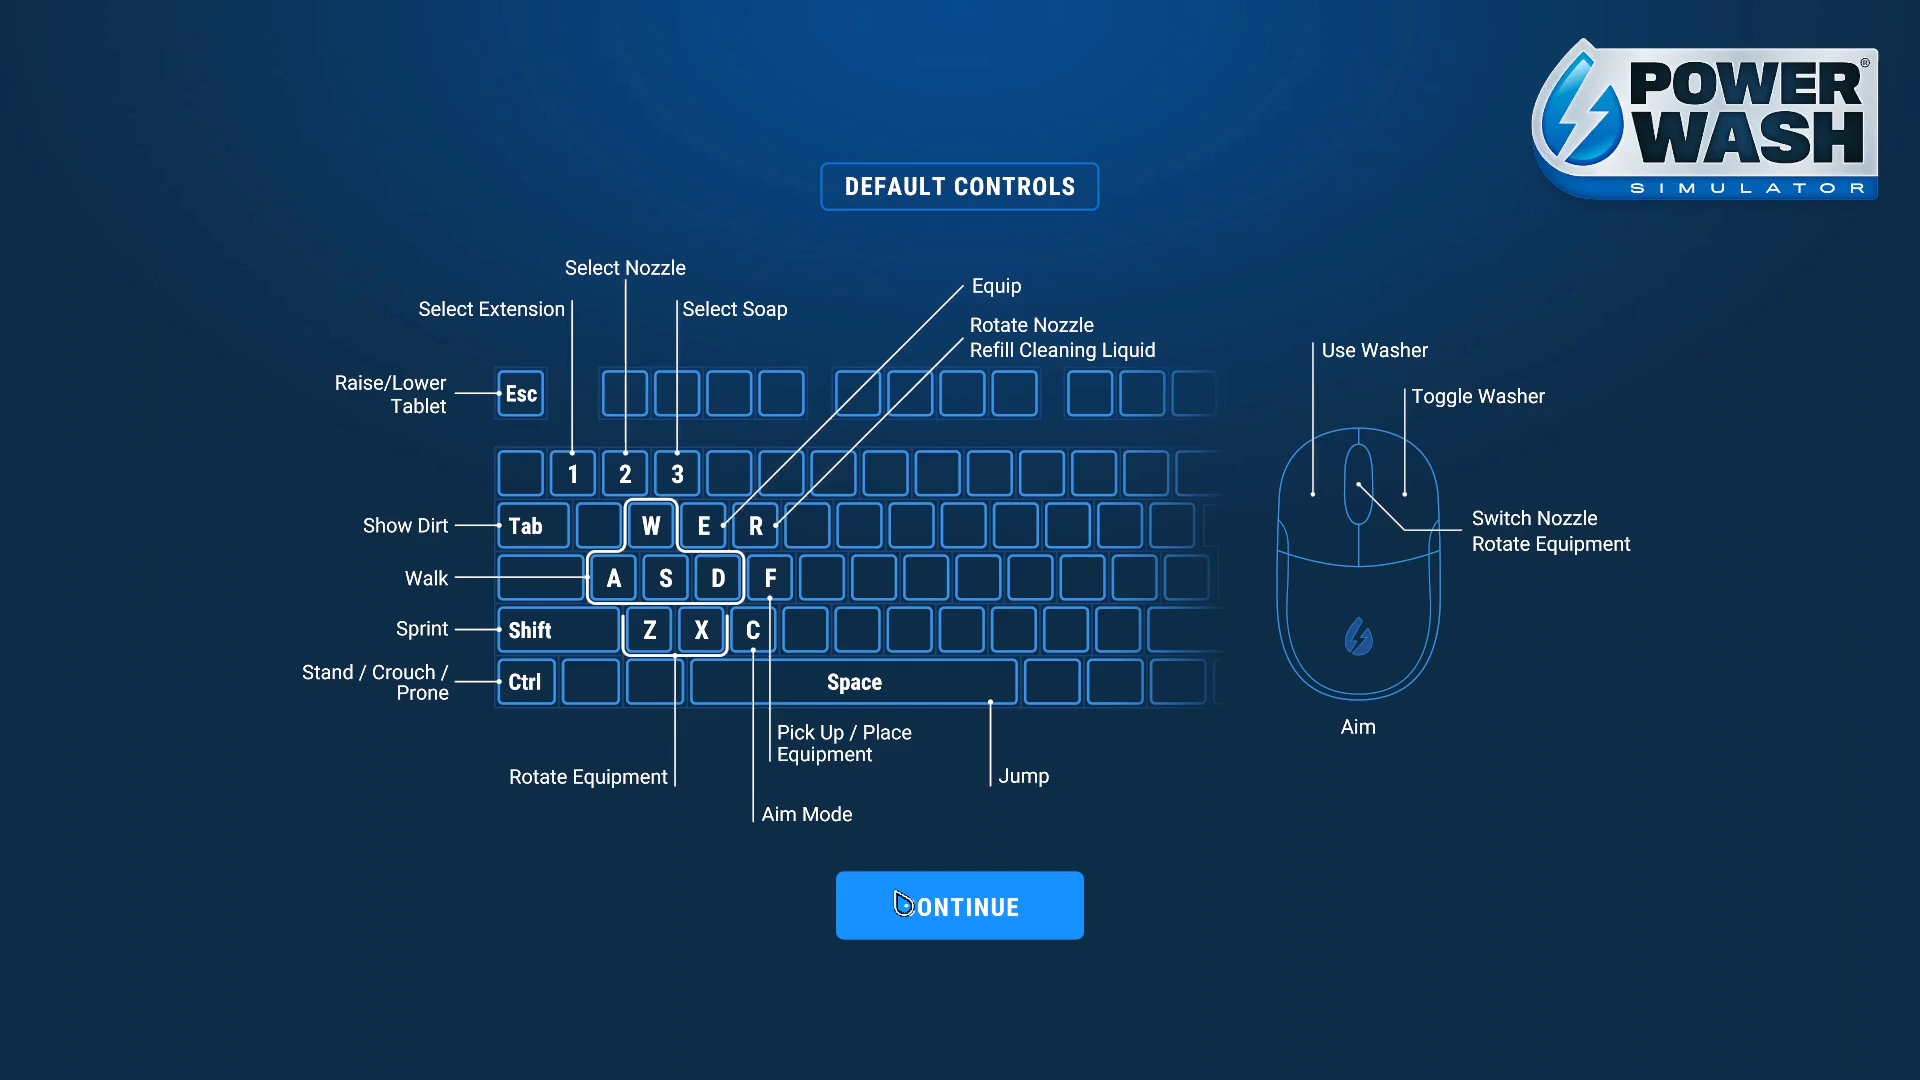 POWER®
WASH
SIMULATOR
DEFAULT CONTROLS
Select Nozzle
Select Extension
Select Soap
Equip
Rotate Nozzle
Refill Cleaning Liquid
Use Washer
Toggle Washer
Raise/Lower
Tablet
Esc
1 2 3
Show Dirt
Tab W E R
Switch Nozzle
Rotate Equipment
Walk
A S D F
Sprint
Shift Z X C
Stand / Crouch /
Prone
Ctrl Space
Aim
Pick Up / Place
Equipment
Rotate Equipment
Jump
Aim Mode
CONTINUE